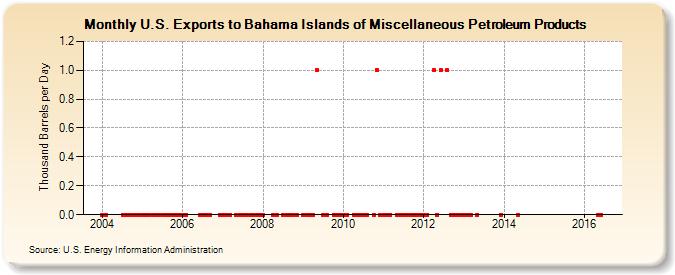 Monthly U.S. Exports to Bahama Islands of Miscellaneous Petroleum Products
Thousand Barrels per Day
1.2
1.0
0.8
0.6
0.4
0.2
0.0
2004 2006 2008 2010 2012 2014 2016
Source: U.S. Energy Information Administration